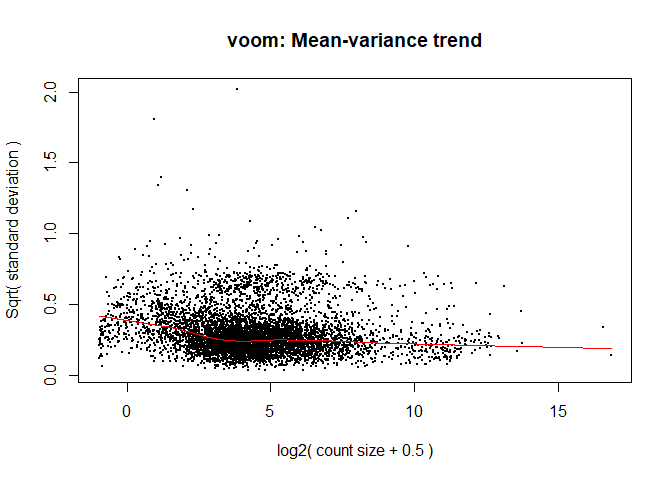 voom: Mean-variance trend
Sqrt( standard deviation )
2.0
1.5
1.0
0.5
0.0
0 5 10 15
log2( count size + 0.5 )